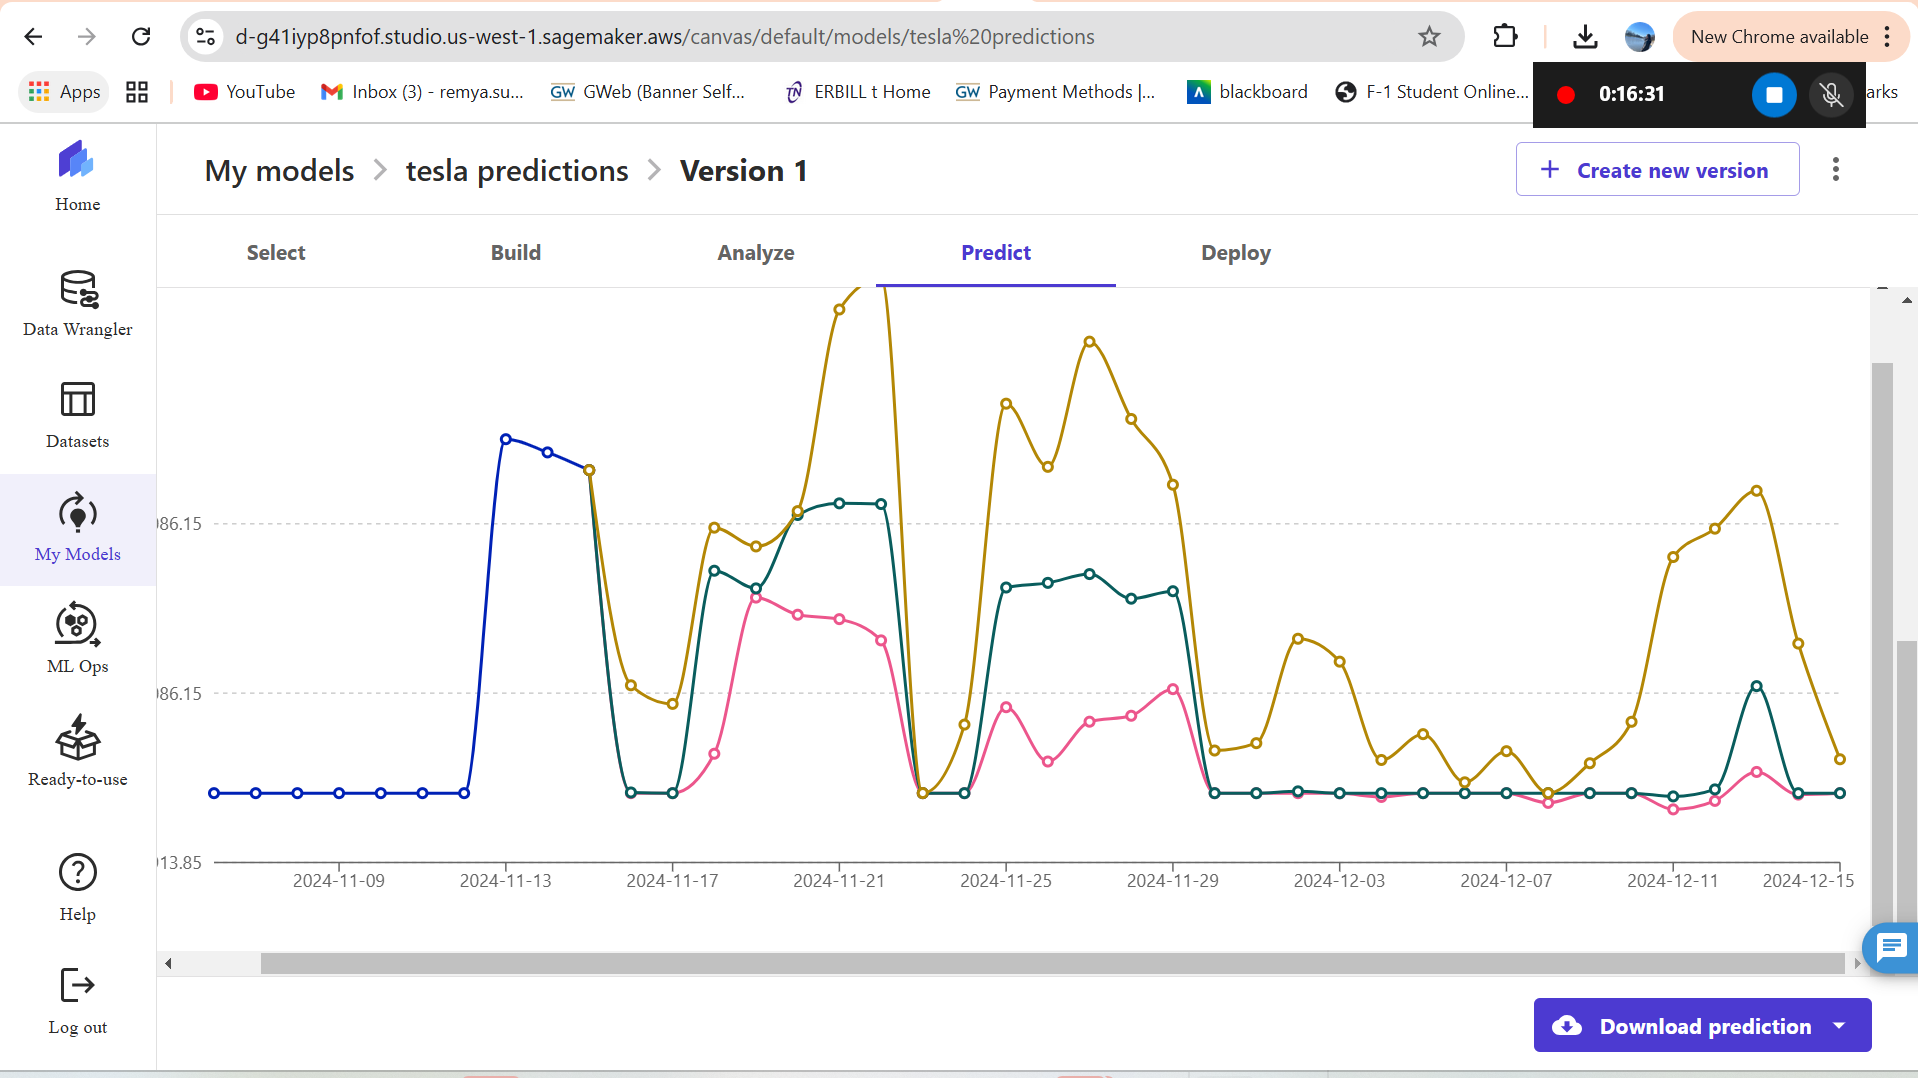 d-g41iyp8pnfof.studio.us-west-1.sagemaker.aws/canvas/default/models/tesla%20predictions
New Chrome available
Apps
YouTube
Inbox (3) - remya.su...
GWeb (Banner Self...
ERBILL t Home
Payment Methods |...
blackboard
F-1 Student Online...
arks
0:16:31
My models
tesla predictions
Version 1
Create new version
Home
Data Wrangler
Datasets
My Models
ML Ops
Ready-to-use
Help
Log out
Select
Build
Analyze
Predict
Deploy
86.15
86.15
13.85
2024-11-09
2024-11-13
2024-11-17
2024-11-21
2024-11-25
2024-11-29
2024-12-03
2024-12-07
2024-12-11
2024-12-15
Download prediction